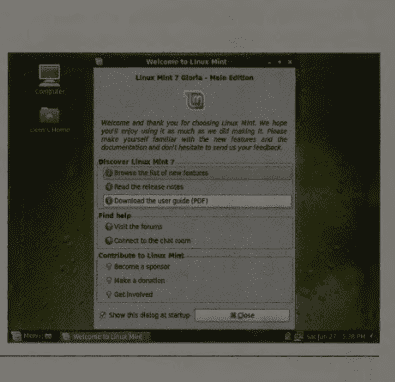 Welcome to Linux Mint
Linux Mint 7 Gloria - Main Edition
Computer
Welcome and thank you for choosing Linux Mint. We hope
you'll enjoy using it as much as we did making it. Please
make yourself familiar with the new features and the
documentation and don't hesitate to send us your feedback.
Discover Linux Mint 7
Browse the list of new features
Read the release notes
Download the user guide (PDF)
Find help
Visit the forums
Connect to the chat room
Contribute to Linux Mint
Become a sponsor
Make a donation
Get involved
Show this dialog at startup
Close
Menu
Welcome to Linux Mint
Sat Jun 27